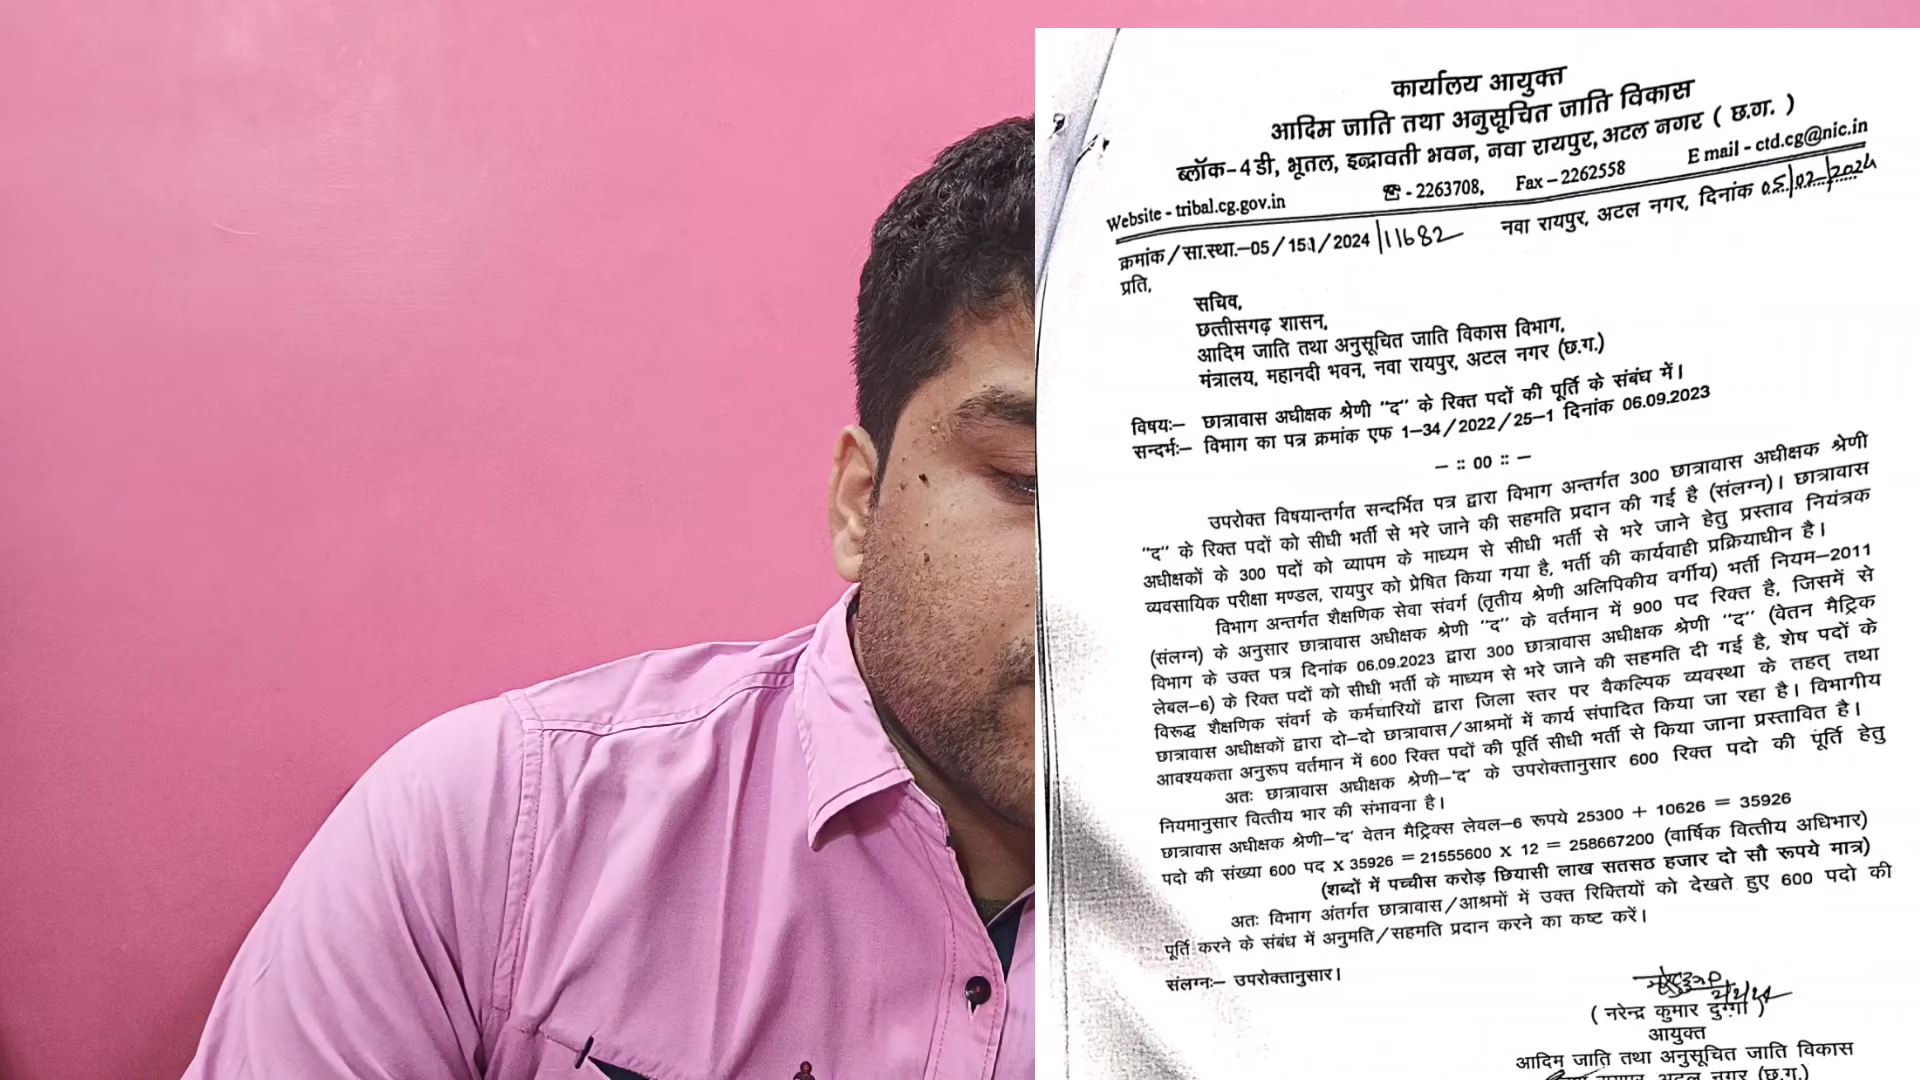 कार्यालय आयुक्त
आदिम जाति तथा अनुसूचित जाति विकास
ब्लॉक–4 डी, भूतल, इन्द्रावती भवन, नवा रायपुर, अटल नगर ( छ.ग. )
Website - tribal.cg.gov.in ☎ - 2263708, Fax – 2262558 E mail - ctd.cg@nic.in
क्रमांक/सा.स्था.–05/151/2024/11682 नवा रायपुर, अटल नगर, दिनांक 05/02/2024
प्रति,
सचिव,
छत्तीसगढ़ शासन,
आदिम जाति तथा अनुसूचित जाति विकास विभाग,
मंत्रालय, महानदी भवन, नवा रायपुर, अटल नगर (छ.ग.)
विषयः– छात्रावास अधीक्षक श्रेणी "द" के रिक्त पदों की पूर्ति के संबंध में।
सन्दर्भः– विभाग का पत्र क्रमांक एफ 1–34/2022/25–1 दिनांक 06.09.2023
– :: 00 :: –
उपरोक्त विषयान्तर्गत सन्दर्भित पत्र द्वारा विभाग अन्तर्गत 300 छात्रावास अधीक्षक श्रेणी
"द" के रिक्त पदों को सीधी भर्ती से भरे जाने की सहमति प्रदान की गई है (संलग्न)। छात्रावास
अधीक्षकों के 300 पदों को व्यापम के माध्यम से सीधी भर्ती से भरे जाने हेतु प्रस्ताव नियंत्रक
व्यवसायिक परीक्षा मण्डल, रायपुर को प्रेषित किया गया है, भर्ती की कार्यवाही प्रक्रियाधीन है।
विभाग अन्तर्गत शैक्षणिक सेवा संवर्ग (तृतीय श्रेणी अलिपिकीय वर्गीय) भर्ती नियम–2011
(संलग्न) के अनुसार छात्रावास अधीक्षक श्रेणी "द" के वर्तमान में 900 पद रिक्त है, जिसमें से
विभाग के उक्त पत्र दिनांक 06.09.2023 द्वारा 300 छात्रावास अधीक्षक श्रेणी "द" (वेतन मैट्रिक
लेबल–6) के रिक्त पदों को सीधी भर्ती के माध्यम से भरे जाने की सहमति दी गई है, शेष पदों के
विरूद्ध शैक्षणिक संवर्ग के कर्मचारियों द्वारा जिला स्तर पर वैकल्पिक व्यवस्था के तहत् तथा
छात्रावास अधीक्षकों द्वारा दो–दो छात्रावास/आश्रमों में कार्य संपादित किया जा रहा है। विभागीय
आवश्यकता अनुरूप वर्तमान में 600 रिक्त पदों की पूर्ति सीधी भर्ती से किया जाना प्रस्तावित है।
अतः छात्रावास अधीक्षक श्रेणी–'द' के उपरोक्तानुसार 600 रिक्त पदो की पूर्ति हेतु
नियमानुसार वित्तीय भार की संभावना है।
छात्रावास अधीक्षक श्रेणी–'द' वेतन मैट्रिक्स लेवल–6 रूपये 25300 + 10626 = 35926
पदो की संख्या 600 पद X 35926 = 21555600 X 12 = 258667200 (वार्षिक वित्तीय अधिभार)
(शब्दों में पच्चीस करोड़ छियासी लाख सतसठ हजार दो सौ रूपये मात्र)
अतः विभाग अंतर्गत छात्रावास/आश्रमों में उक्त रिक्तियों को देखते हुए 600 पदो की
पूर्ति करने के संबंध में अनुमति/सहमति प्रदान करने का कष्ट करें।
संलग्नः– उपरोक्तानुसार।
( नरेन्द्र कुमार दुग्गा )
आयुक्त
आदिम जाति तथा अनुसूचित जाति विकास
रायपुर, अटल नगर (छ.ग.)